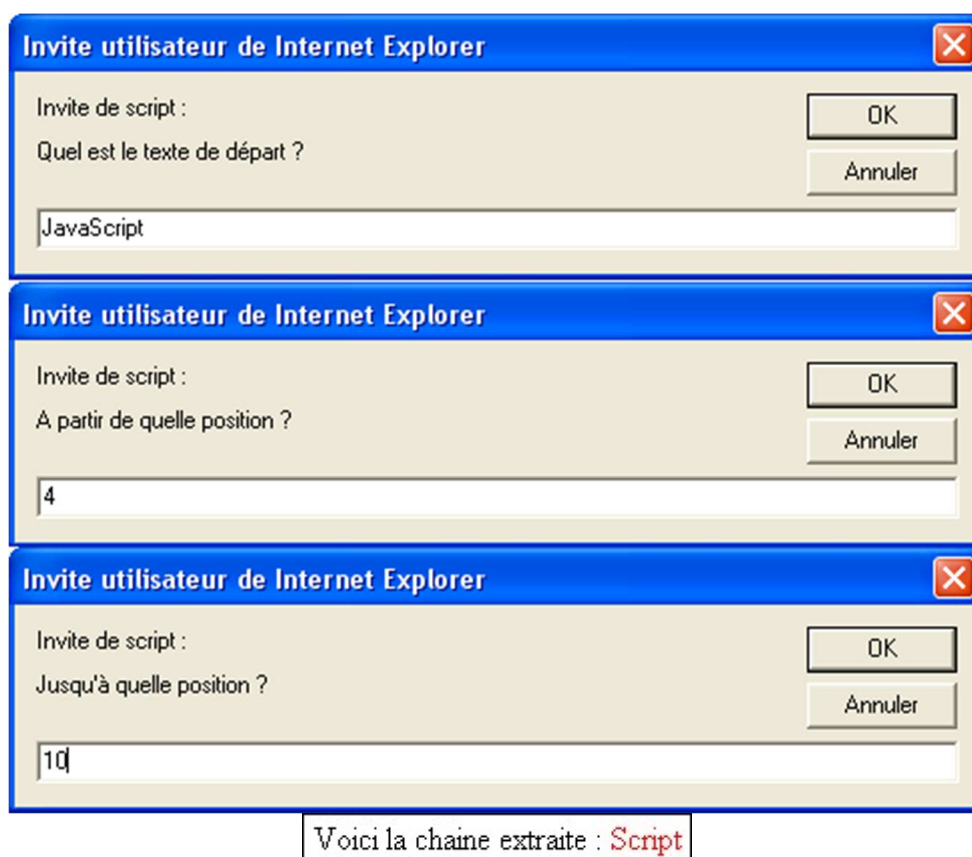 Invite utilisateur de Internet Explorer
Invite de script :
OK
Quel est le texte de départ ?
Annuler
JavaScript
Invite utilisateur de Internet Explorer
Invite de script :
OK
A partir de quelle position ?
Annuler
4
Invite utilisateur de Internet Explorer
Invite de script :
OK
Jusqu'à quelle position ?
Annuler
10
Voici la chaine extraite : Script